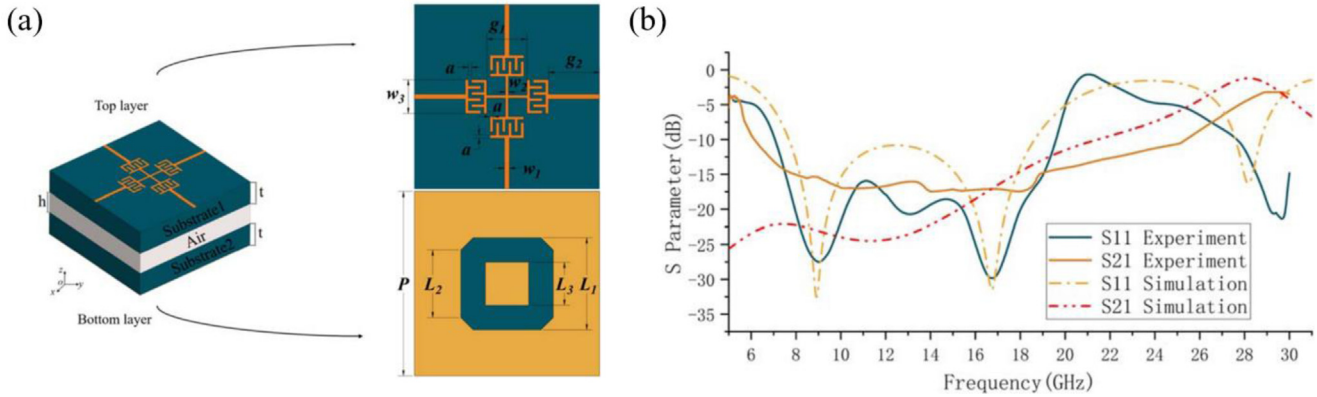 (a)
Top layer
h
t
t
Substrate1
Air
Substrate2
z
o
x
y
Bottom layer
g1
g2
a
w2
w3
a
a
w1
P
L2
L3
L1
(b)
S Parameter(dB)
0
-5
-10
-15
-20
-25
-30
-35
6 8 10 12 14 16 18 20 22 24 26 28 30
Frequency(GHz)
S11 Experiment
S21 Experiment
S11 Simulation
S21 Simulation